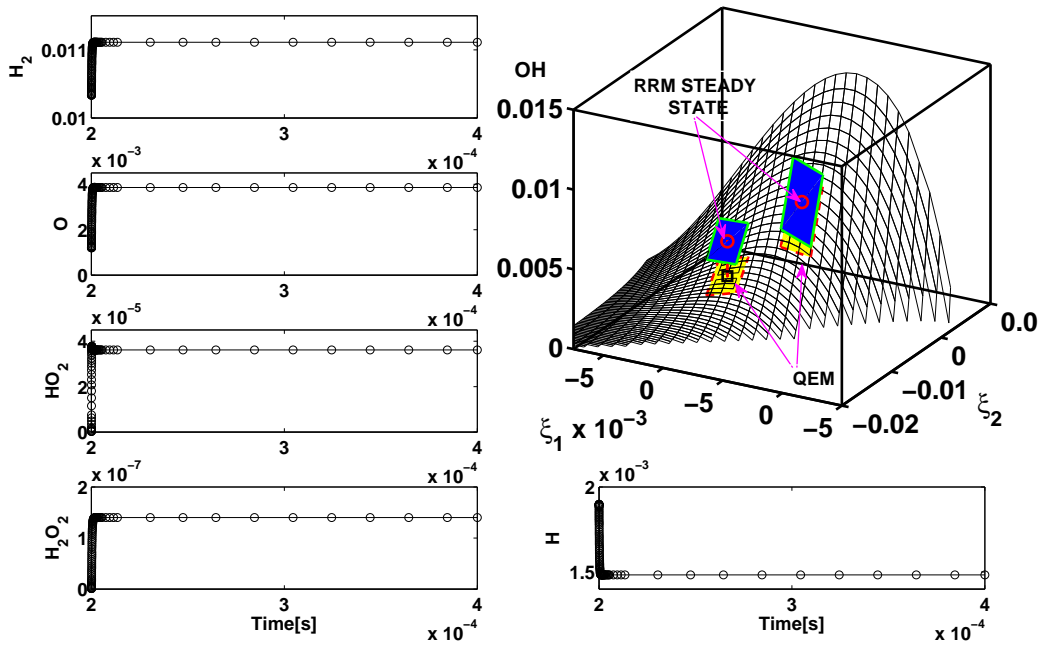 H₂
0.011
0.01
2
3
4
x 10⁻³
x 10⁻⁴
O
4
2
0
2
3
4
x 10⁻⁵
x 10⁻⁴
HO₂
4
2
0
2
3
4
x 10⁻⁷
x 10⁻⁴
H₂O₂
2
1
0
2
3
4
Time[s]
x 10⁻⁴
OH
RRM STEADY
STATE
0.015
0.01
0.005
0
QEM
−5
0
−5
0
−5
ξ₁ x 10⁻³
−0.02
−0.01
0
0.0
ξ₂
x 10⁻³
H
2
1.5
2
3
4
Time[s]
x 10⁻⁴